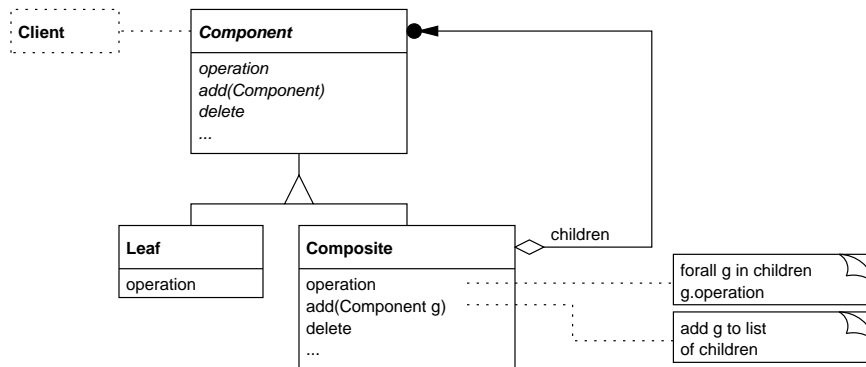 Client
Component
operation
add(Component)
delete
...
Leaf
operation
Composite
operation
add(Component g)
delete
...
children
forall g in children
g.operation
add g to list
of children